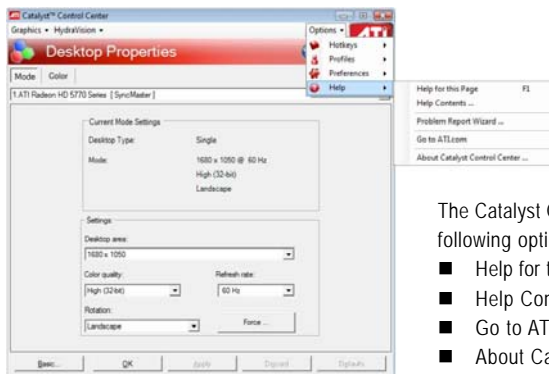 Catalyst™ Control Center
Graphics • HydraVision •
Options •
ATI
Desktop Properties
Hotkeys
Profiles
Preferences
Help
Help for this Page F1
Help Contents ...
Problem Report Wizard ...
Go to ATI.com
About Catalyst Control Center ...
Mode Color
1 ATI Radeon HD 5770 Series [ SyncMaster ]
Current Mode Settings
Desktop Type: Single
Mode: 1680 x 1050 @ 60 Hz
High (32-bit)
Landscape
Settings:
Desktop area:
1680 x 1050
Color quality: Refresh rate:
High (32-bit) 60 Hz
Rotation:
Landscape Force ...
Basic... OK Apply Discard Defaults
The Catalyst
following
■ Help for
■ Help
■ Go to
■ About